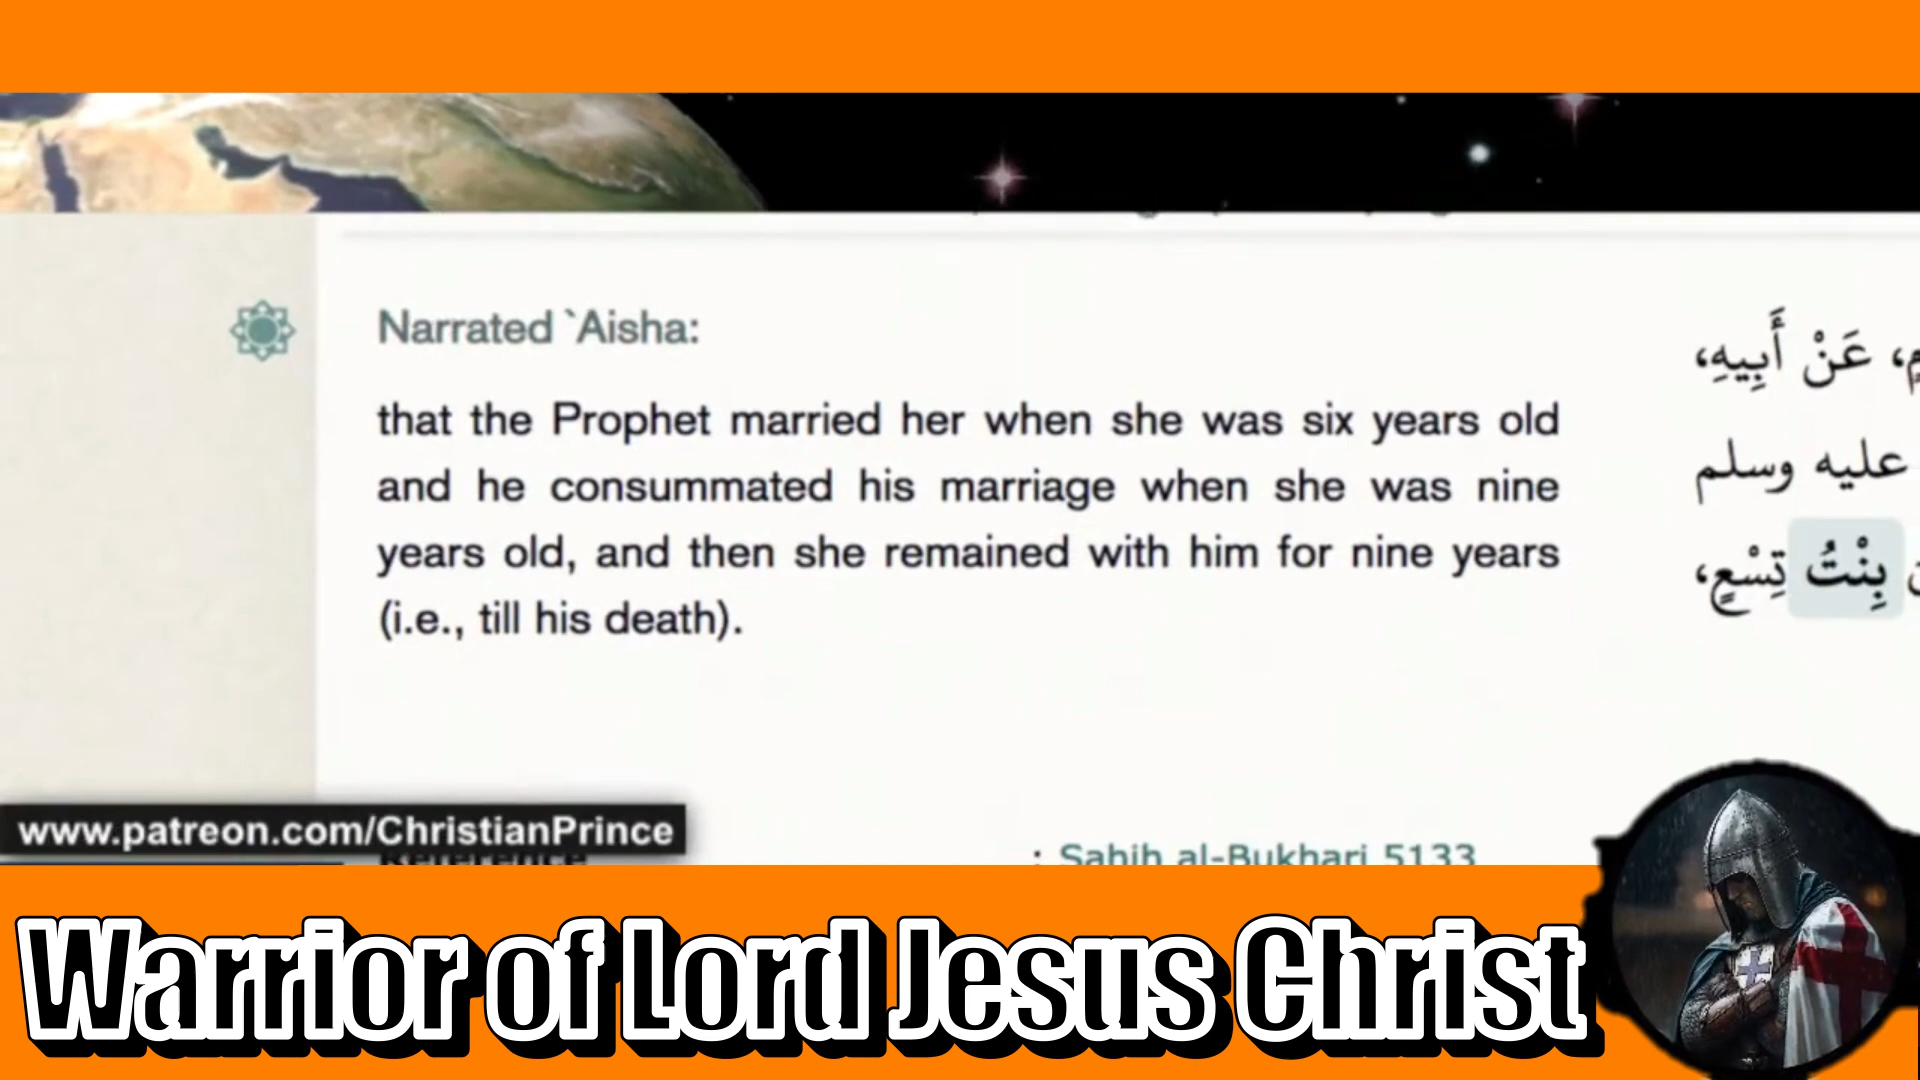 Narrated `Aisha:
that the Prophet married her when she was six years old
and he consummated his marriage when she was nine
years old, and then she remained with him for nine years
(i.e., till his death).
عَنْ أَبِيهِ،
عليه وسلم
بِنْتُ تِسْعٍ،
www.patreon.com/ChristianPrince
Reference : Sahih al-Bukhari 5133
Warrior of Lord Jesus Christ